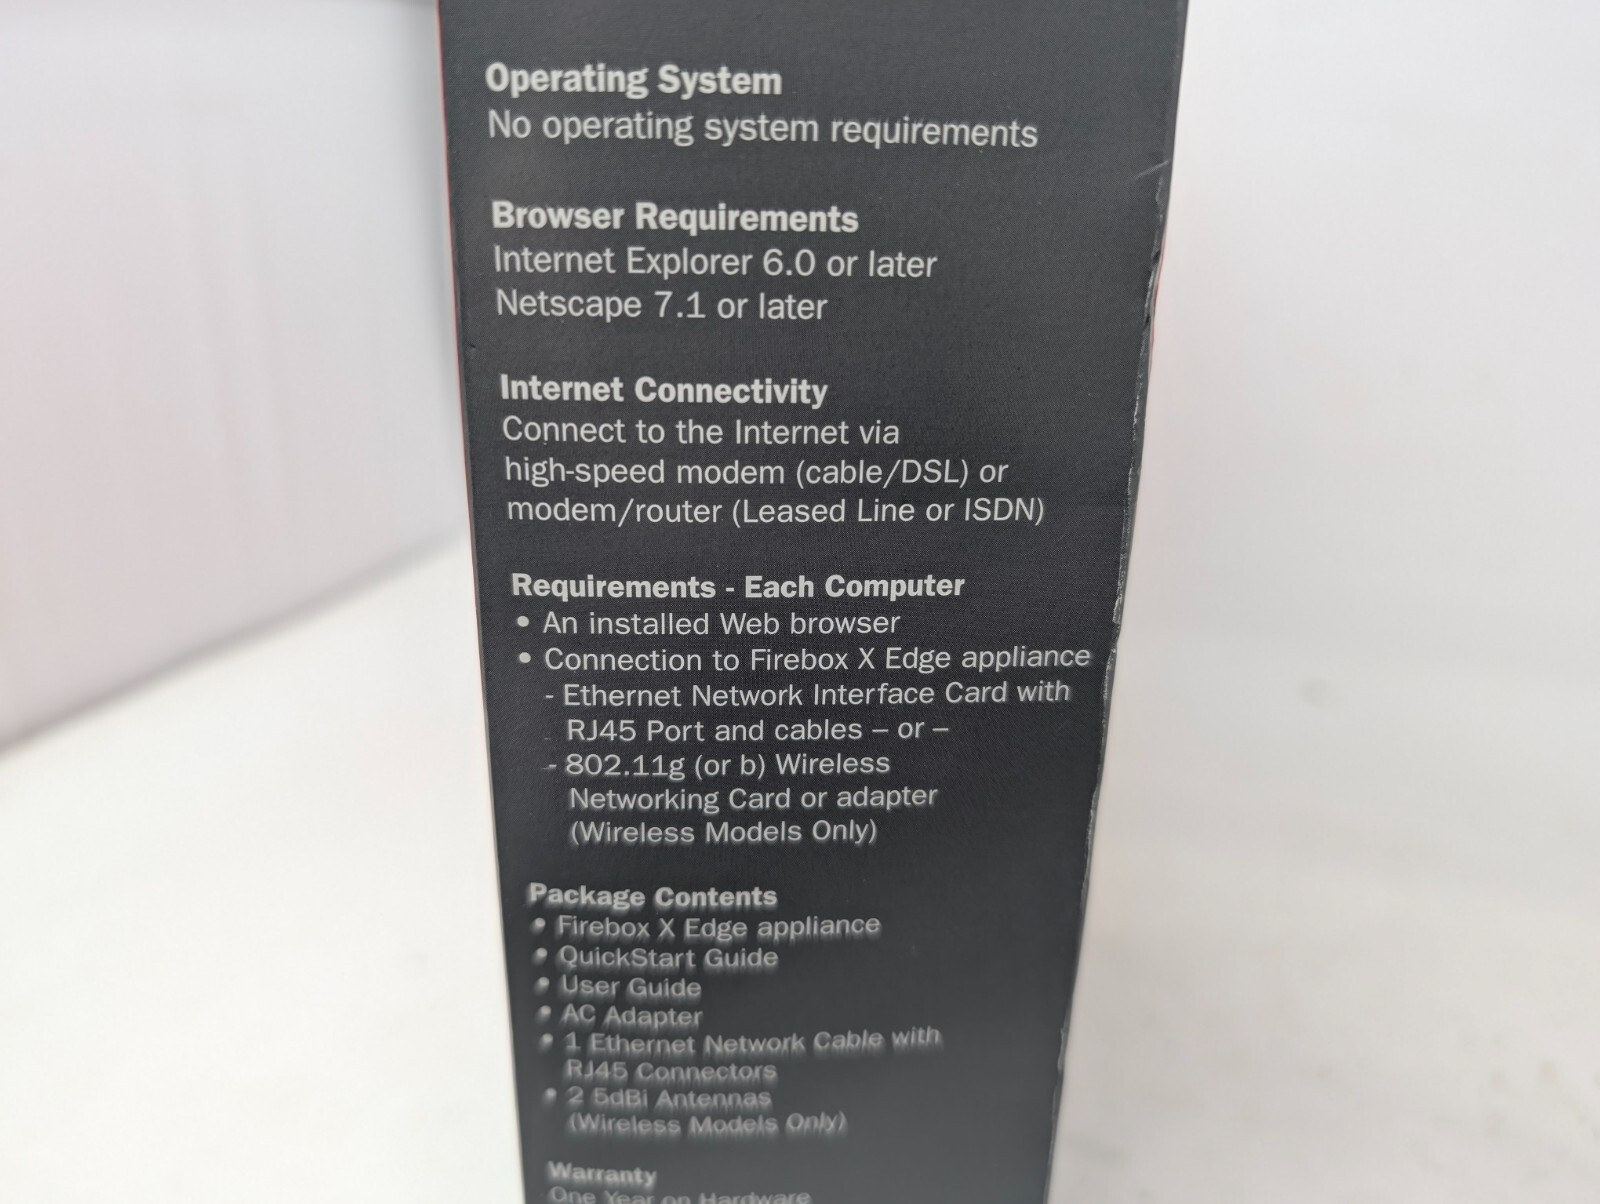 Operating System
No operating system requirements
Browser Requirements
Internet Explorer 6.0 or later
Netscape 7.1 or later
Internet Connectivity
Connect to the Internet via
high-speed modem (cable/DSL) or
modem/router (Leased Line or ISDN)
Requirements - Each Computer
• An installed Web browser
• Connection to Firebox X Edge appliance
- Ethernet Network Interface Card with
RJ45 Port and cables – or –
- 802.11g (or b) Wireless
Networking Card or adapter
(Wireless Models Only)
Package Contents
• Firebox X Edge appliance
• QuickStart Guide
• User Guide
• AC Adapter
• 1 Ethernet Network Cable with
RJ45 Connectors
• 2 5dBi Antennas
(Wireless Models Only)
Warranty
One Year on Hardware